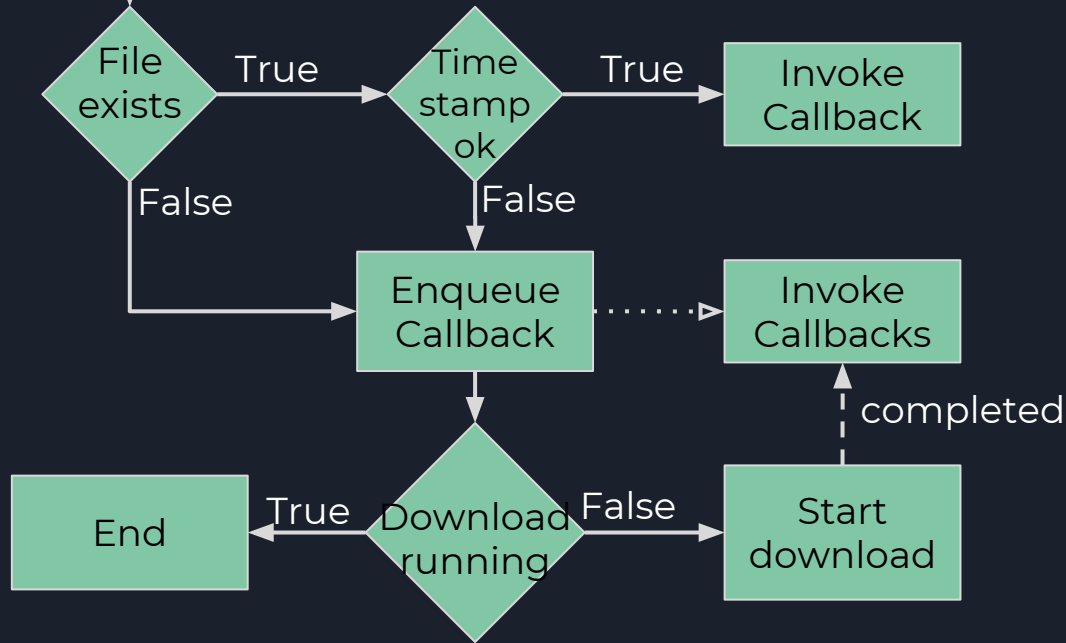 File
exists
True
Time
stamp
ok
True
Invoke
Callback
False
False
Enqueue
Callback
Invoke
Callbacks
completed
End
True
Download
running
False
Start
download